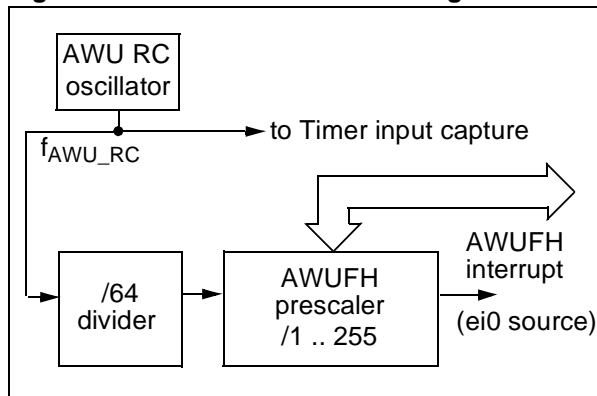 AWU RC
oscillator
to Timer input capture
fAWU_RC
AWUFH
interrupt
/64
divider
AWUFH
prescaler
/1 .. 255
(ei0 source)